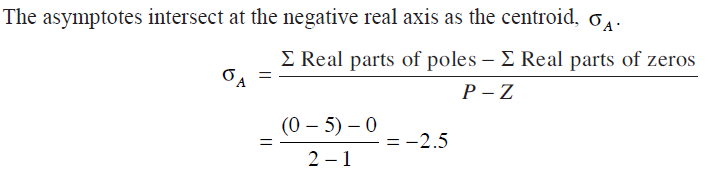 The asymptotes intersect at the negative real axis as the centroid, σ_A.
σ_A = (Σ Real parts of poles – Σ Real parts of zeros) / (P – Z)
= ((0 – 5) – 0) / (2 – 1) = –2.5